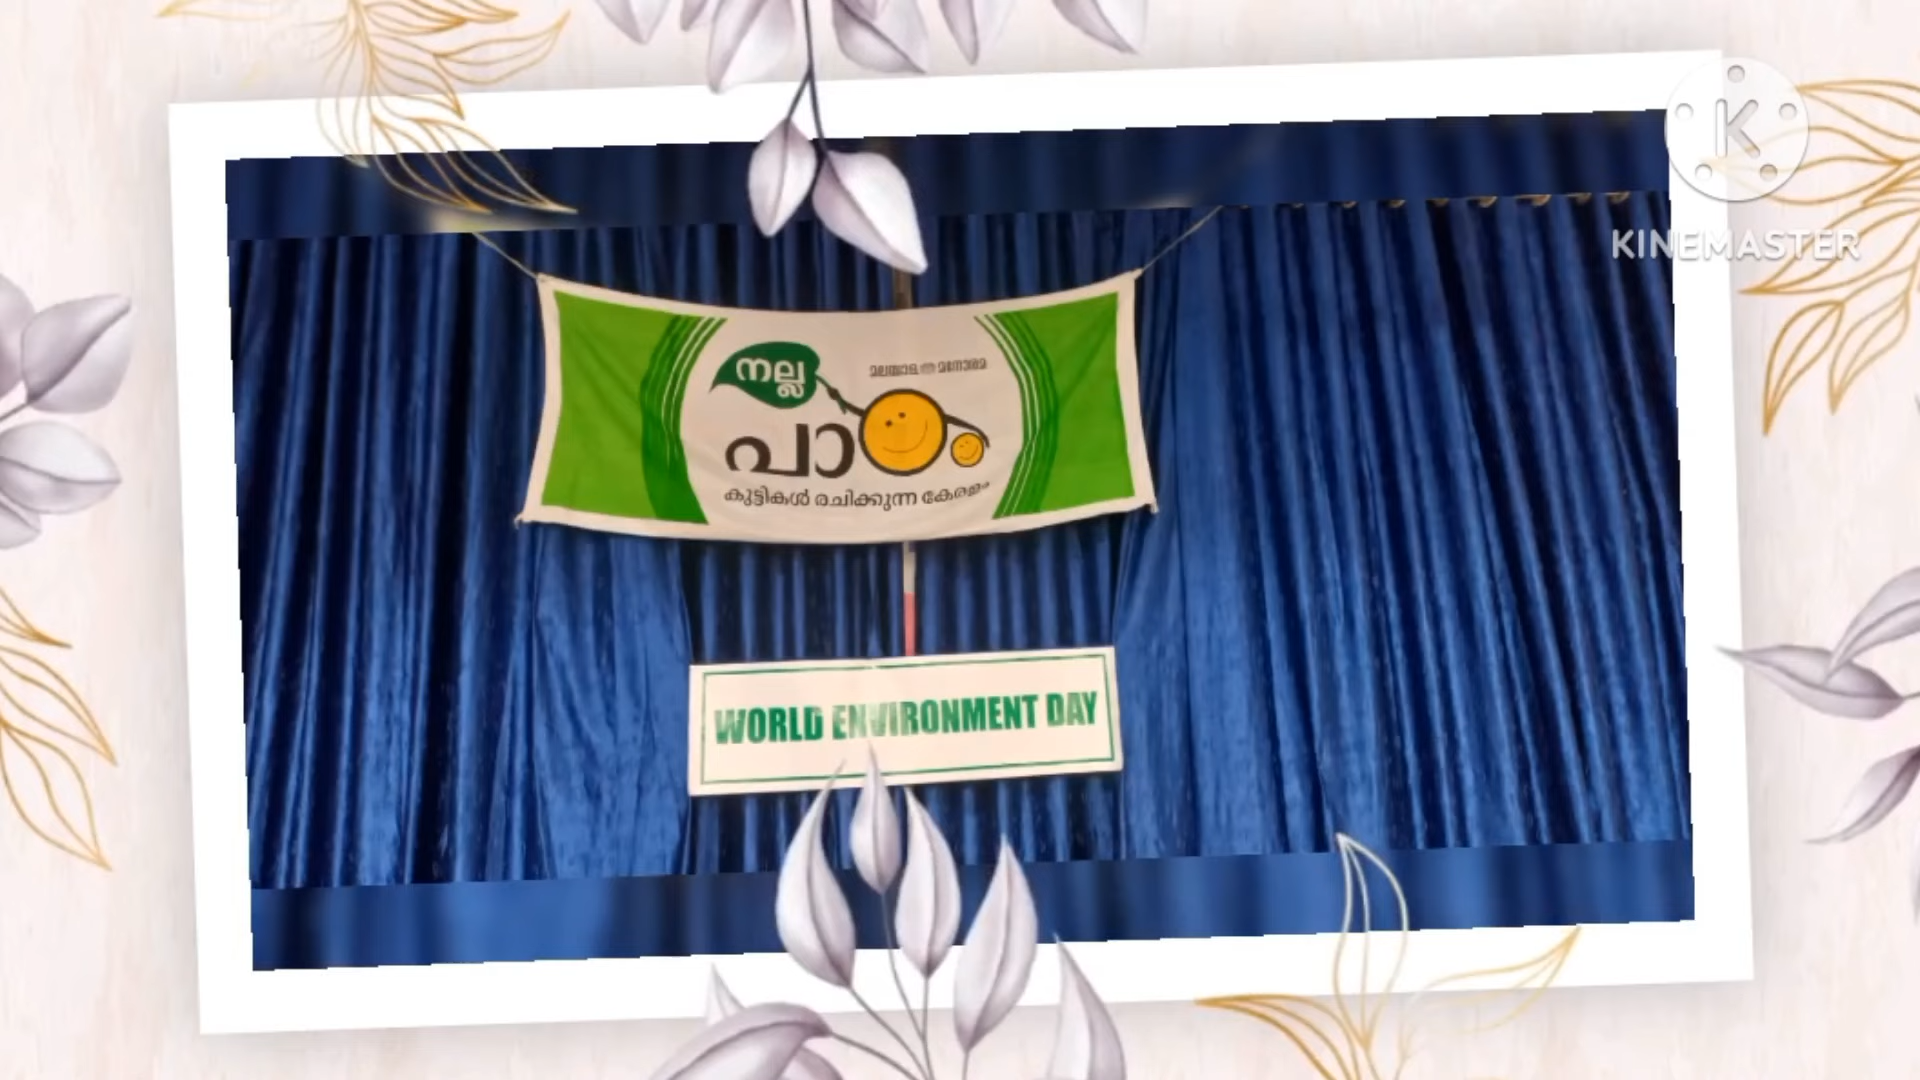 നല്ല
മലയാള മനോരമ
പാഠം
കുട്ടികൾ രചിക്കുന്ന കേരളം
WORLD ENVIRONMENT DAY
K
KINEMASTER